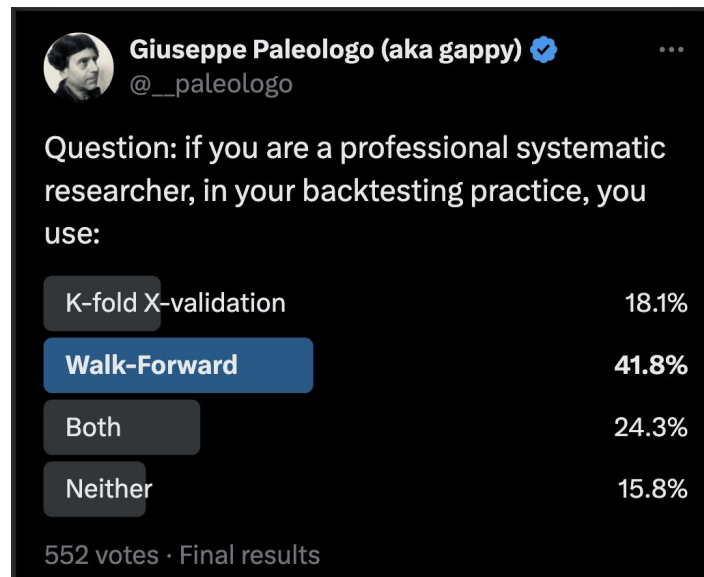 Giuseppe Paleologo (aka gappy)
@__paleologo
Question: if you are a professional systematic
researcher, in your backtesting practice, you
use:
K-fold X-validation 18.1%
Walk-Forward 41.8%
Both 24.3%
Neither 15.8%
552 votes · Final results